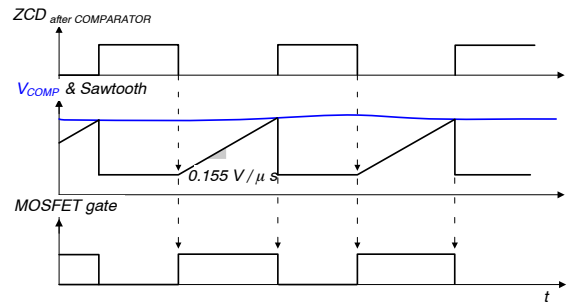 ZCD after COMPARATOR
VCOMP & Sawtooth
0.155 V / μ s
MOSFET gate
t